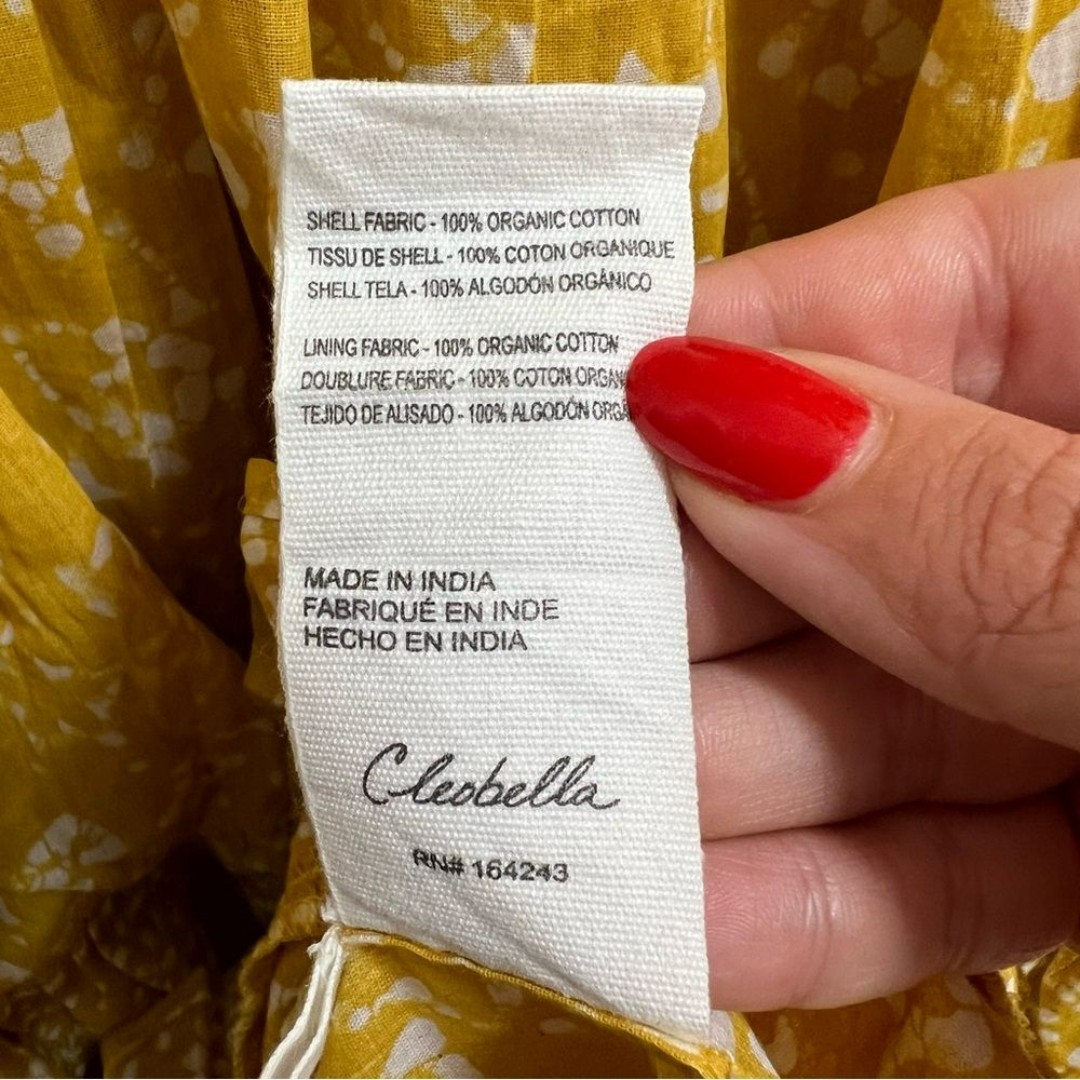 SHELL FABRIC - 100% ORGANIC COTTON
TISSU DE SHELL - 100% COTON ORGANIQUE
SHELL TELA - 100% ALGODÓN ORGÁNICO
LINING FABRIC - 100% ORGANIC COTTON
DOUBLURE FABRIC - 100% COTON
TEJIDO DE ALISADO - 100% ALGODÓN
MADE IN INDIA
FABRIQUÉ EN INDE
HECHO EN INDIA
Cleobella
RN# 164243